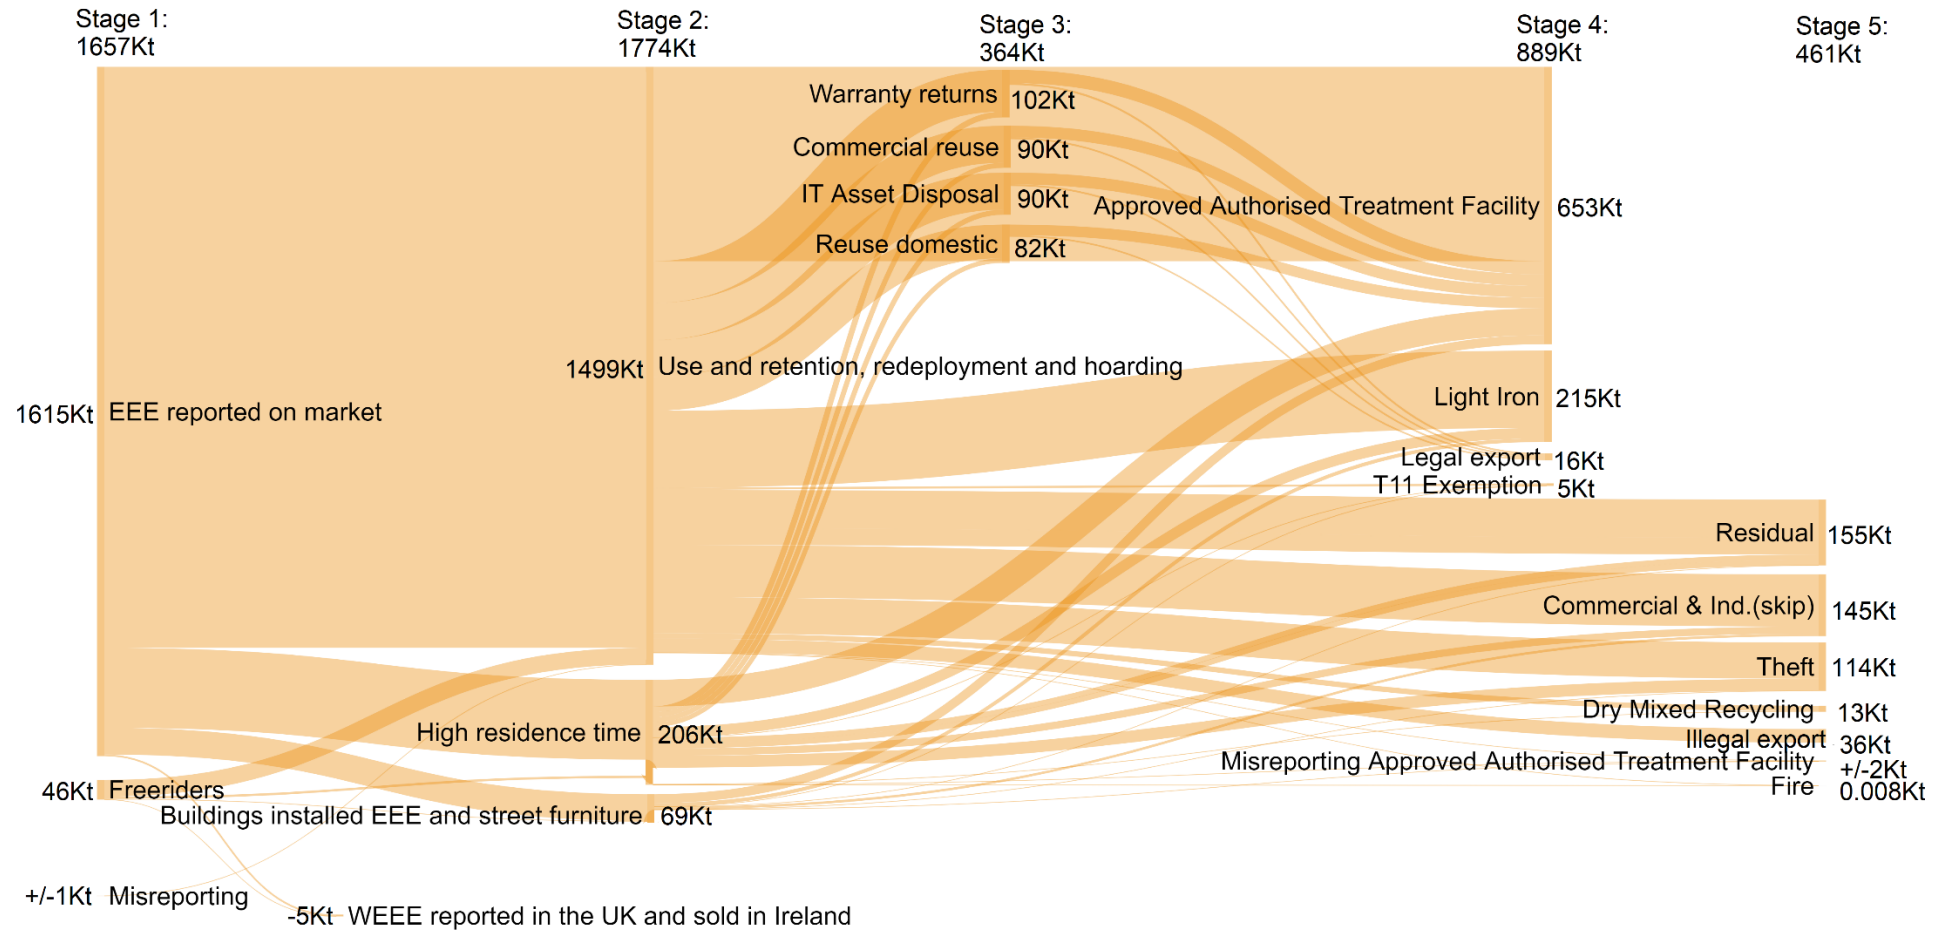 Stage 1:
1657Kt
Stage 2:
1774Kt
Stage 3:
364Kt
Stage 4:
889Kt
Stage 5:
461Kt
Warranty returns 102Kt
Commercial reuse 90Kt
IT Asset Disposal 90Kt
Reuse domestic 82Kt
Approved Authorised Treatment Facility 653Kt
1499Kt Use and retention, redeployment and hoarding
1615Kt EEE reported on market
Light Iron 215Kt
Legal export 16Kt
T11 Exemption 5Kt
Residual 155Kt
Commercial & Ind.(skip) 145Kt
Theft 114Kt
Dry Mixed Recycling 13Kt
High residence time 206Kt
Illegal export 36Kt
Misreporting Approved Authorised Treatment Facility +/-2Kt
Fire 0.008Kt
46Kt Freeriders
Buildings installed EEE and street furniture 69Kt
+/-1Kt Misreporting
-5Kt WEEE reported in the UK and sold in Ireland